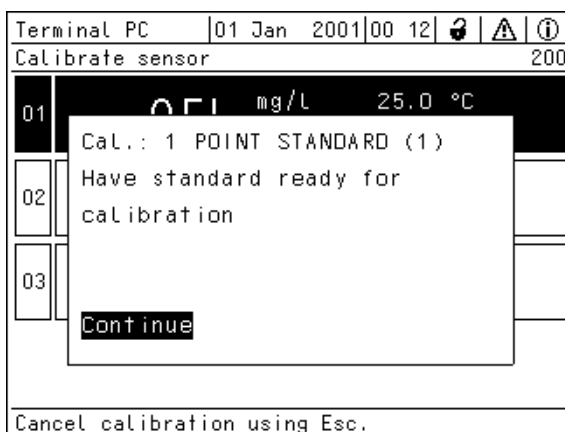 Terminal PC 01 Jan 2001 00 12
Calibrate sensor 200
01 mg/l 25.0 °C
Cal.: 1 POINT STANDARD (1)
Have standard ready for
02
calibration
03
Continue
Cancel calibration using Esc.